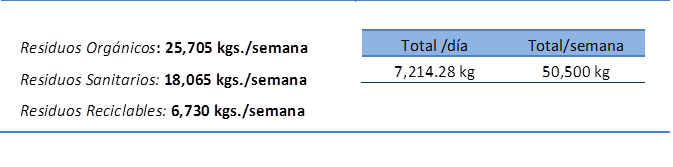 Residuos Orgánicos: 25,705 kgs./semana
Residuos Sanitarios: 18,065 kgs./semana
Residuos Reciclables: 6,730 kgs./semana
Total /día Total/semana
7,214.28 kg 50,500 kg